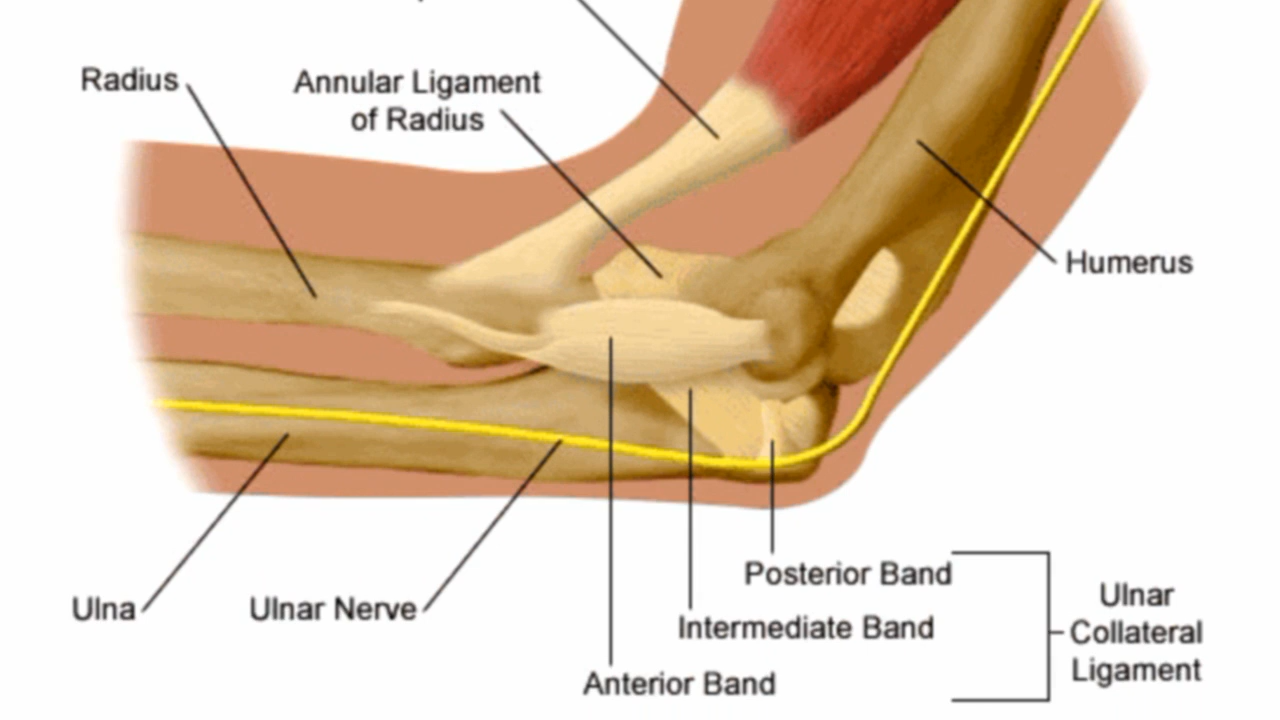 Radius
Annular Ligament
of Radius
Humerus
Ulna
Ulnar Nerve
Posterior Band
Intermediate Band
Anterior Band
Ulnar
Collateral
Ligament